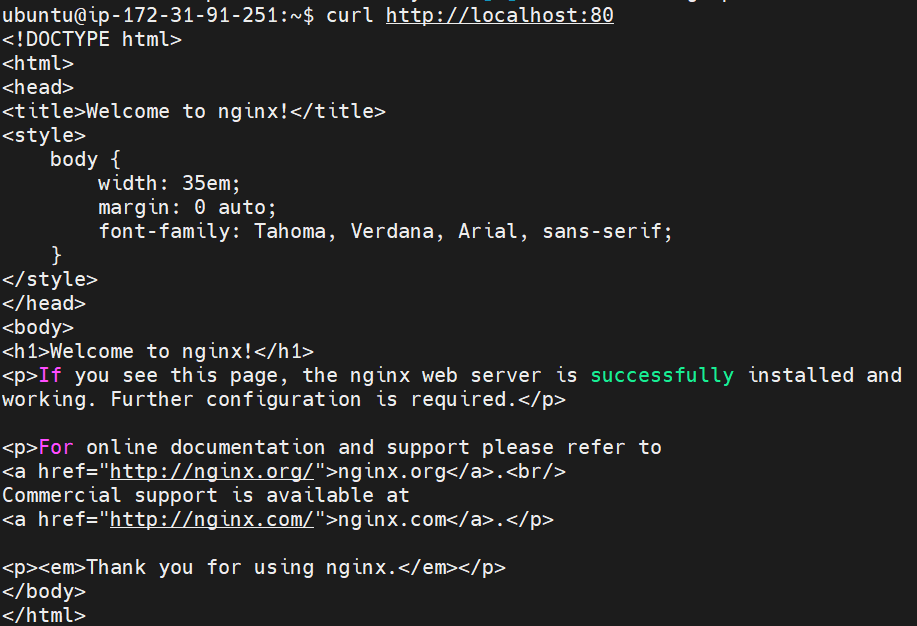 ubuntu@ip-172-31-91-251:~$ curl http://localhost:80
<!DOCTYPE html>
<html>
<head>
<title>Welcome to nginx!</title>
<style>
    body {
        width: 35em;
        margin: 0 auto;
        font-family: Tahoma, Verdana, Arial, sans-serif;
    }
</style>
</head>
<body>
<h1>Welcome to nginx!</h1>
<p>If you see this page, the nginx web server is successfully installed and
working. Further configuration is required.</p>

<p>For online documentation and support please refer to
<a href="http://nginx.org/">nginx.org</a>.<br/>
Commercial support is available at
<a href="http://nginx.com/">nginx.com</a>.</p>

<p><em>Thank you for using nginx.</em></p>
</body>
</html>